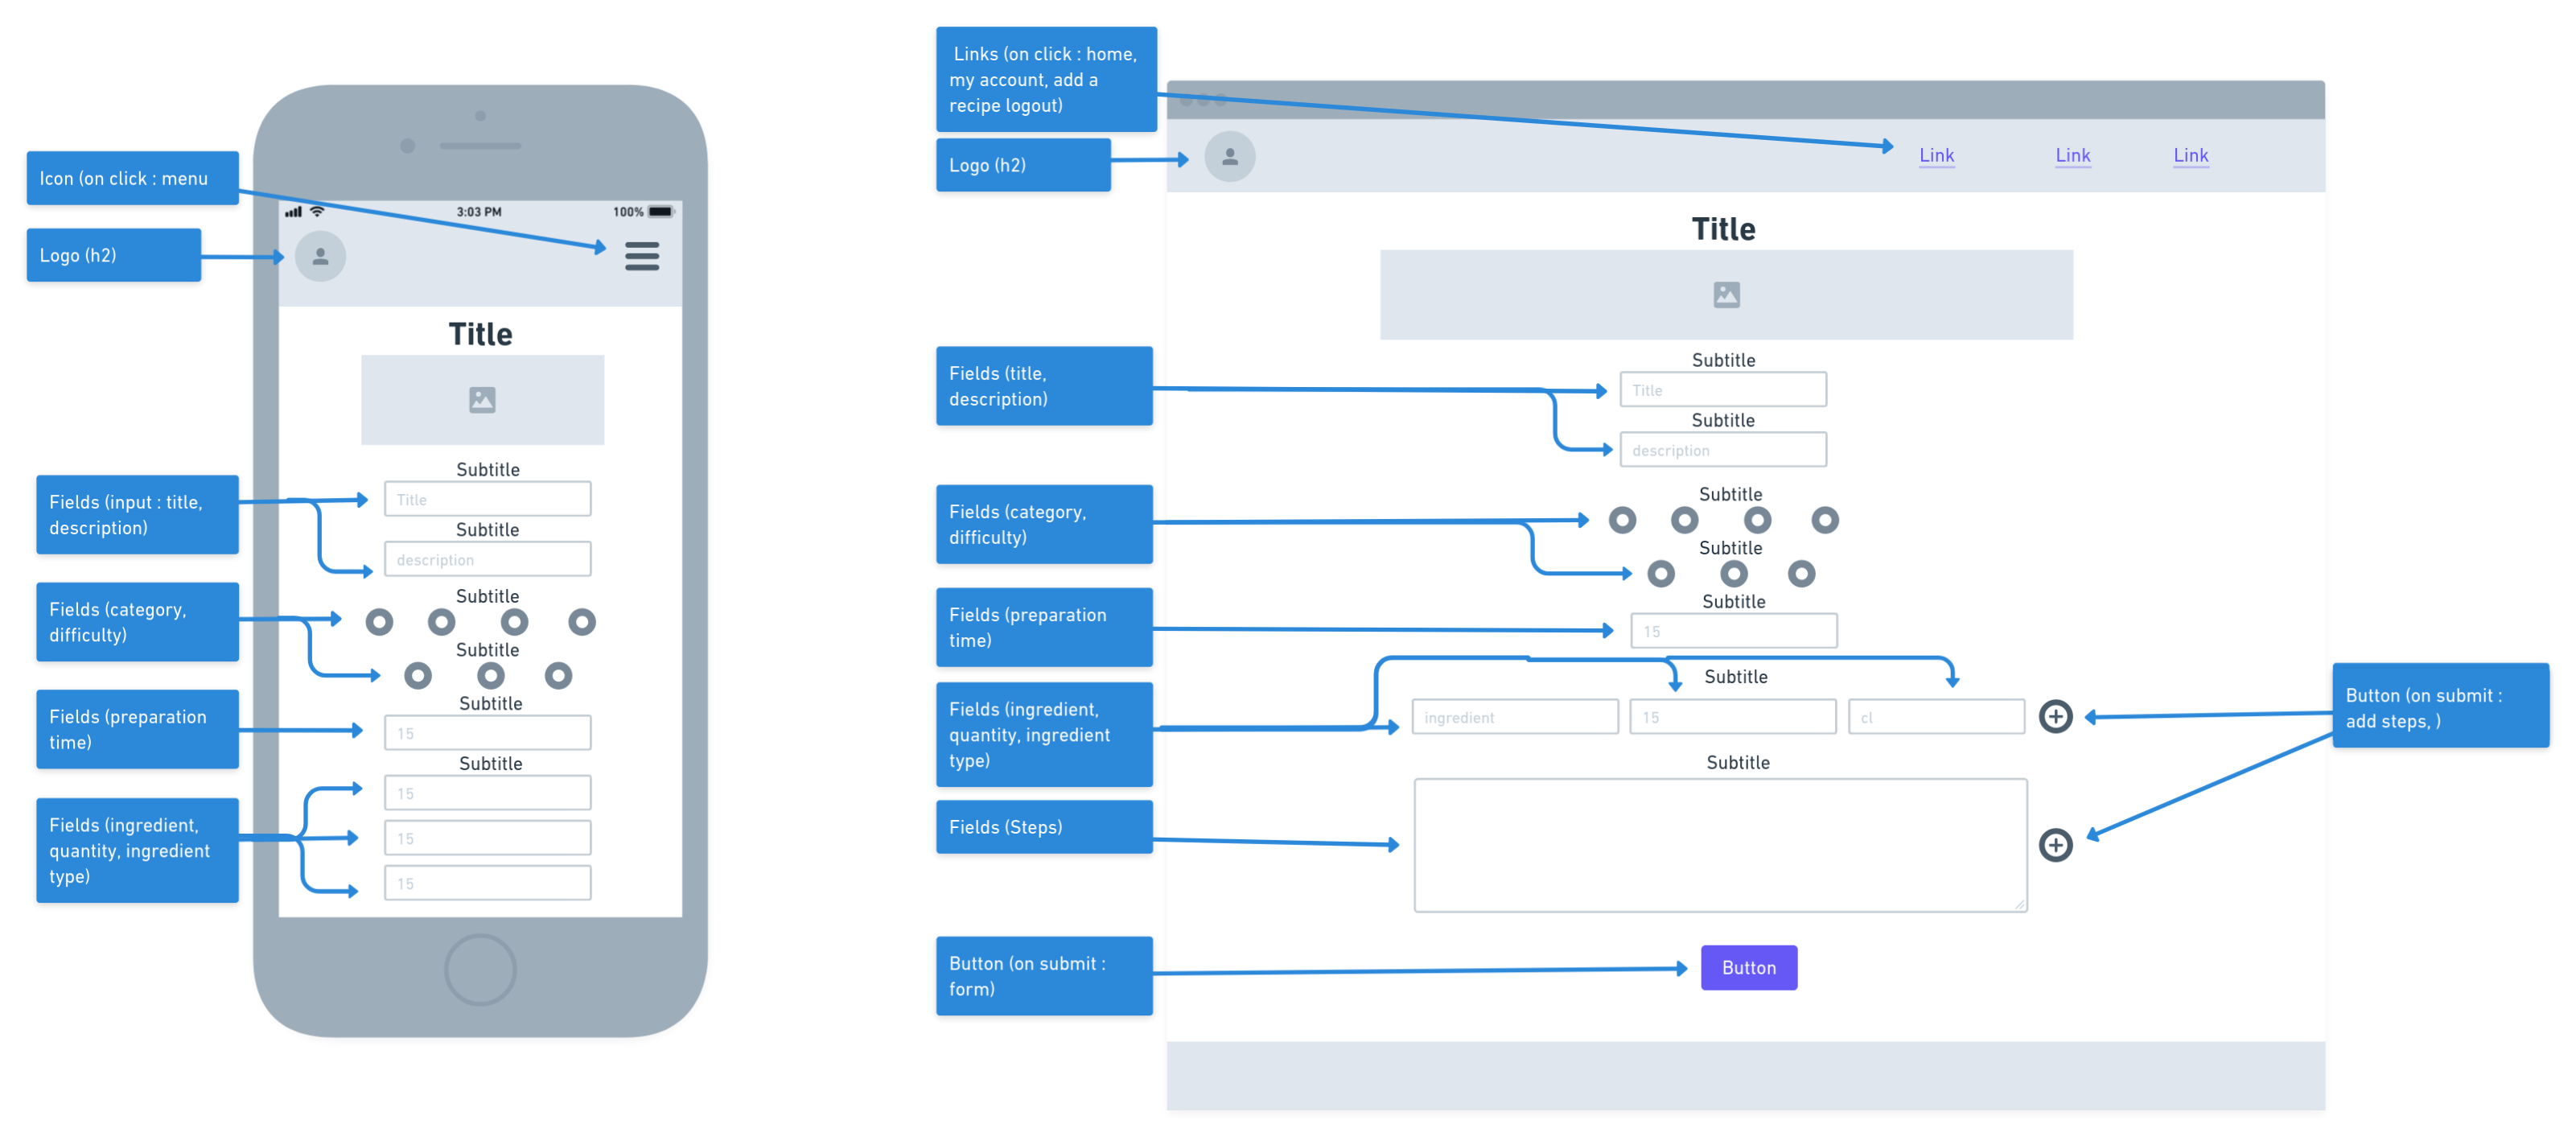 Icon (on click : menu
Logo (h2)
3:03 PM
100%
Title
Subtitle
Title
Subtitle
description
Subtitle
Subtitle
Subtitle
15
Subtitle
15
15
15
Fields (input : title,
description)
Fields (category,
difficulty)
Fields (preparation
time)
Fields (ingredient,
quantity, ingredient
type)
Links (on click : home,
my account, add a
recipe logout)
Logo (h2)
Link
Link
Link
Title
Fields (title,
description)
Subtitle
Title
Subtitle
description
Fields (category,
difficulty)
Subtitle
Subtitle
Fields (preparation
time)
Subtitle
15
Fields (ingredient,
quantity, ingredient
type)
Subtitle
ingredient
15
cl
Button (on submit :
add steps, )
Subtitle
Fields (Steps)
Button (on submit :
form)
Button